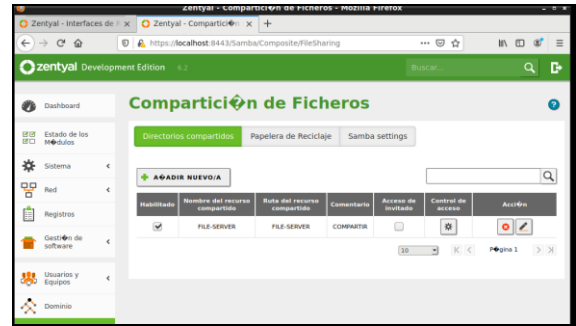 Zentyal - Compartici�n de Ficheros - Mozilla Firefox
Zentyal - Interfaces de
Zentyal - Compartici�n
https://localhost:8443/Samba/Composite/FileSharing
zentyal Development Edition 6.2
Buscar...
Compartici�n de Ficheros
Dashboard
Estado de los
M�dulos
Sistema
Red
Registros
Gesti�n de
software
Usuarios y
Equipos
Dominio
Directorios compartidos Papelera de Reciclaje Samba settings
A�ADIR NUEVO/A
Habilitado Nombre del recurso compartido Ruta del recurso compartido Comentario Acceso de invitado Control de acceso Acci�n
FILE-SERVER FILE-SERVER COMPARTIR
10 P�gina 1